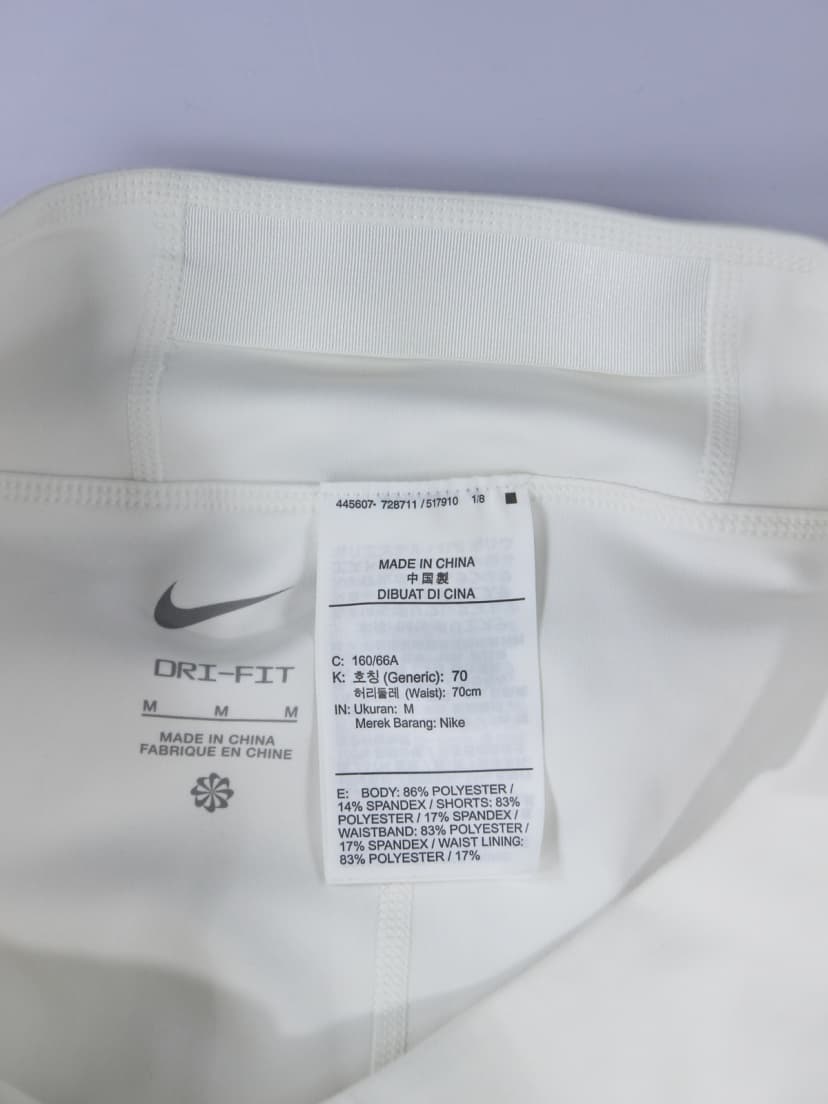 445607- 728711 / 517910 1/8
MADE IN CHINA
中国製
DIBUAT DI CINA
C: 160/66A
K: 호칭 (Generic): 70
허리둘레 (Waist): 70cm
IN: Ukuran: M
Merek Barang: Nike
E: BODY: 86% POLYESTER /
14% SPANDEX / SHORTS: 83%
POLYESTER / 17% SPANDEX /
WAISTBAND: 83% POLYESTER /
17% SPANDEX / WAIST LINING:
83% POLYESTER / 17%
DRI-FIT
M M M
MADE IN CHINA
FABRIQUE EN CHINE